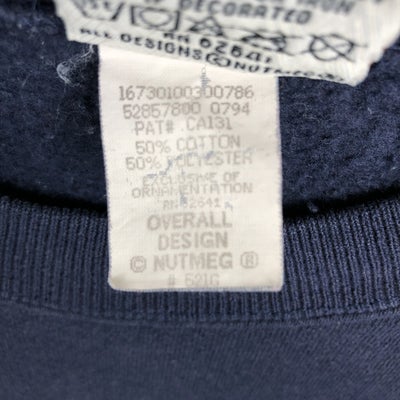 DECORATED
RN 62641
ALL DESIGNS © NUTMEG
16730100300786
52857800 0794
PAT# CA131
50% COTTON
50% POLYESTER
EXCLUSIVE OF
ORNAMENTATION
RN 62641
OVERALL
DESIGN
© NUTMEG ®
# 621C